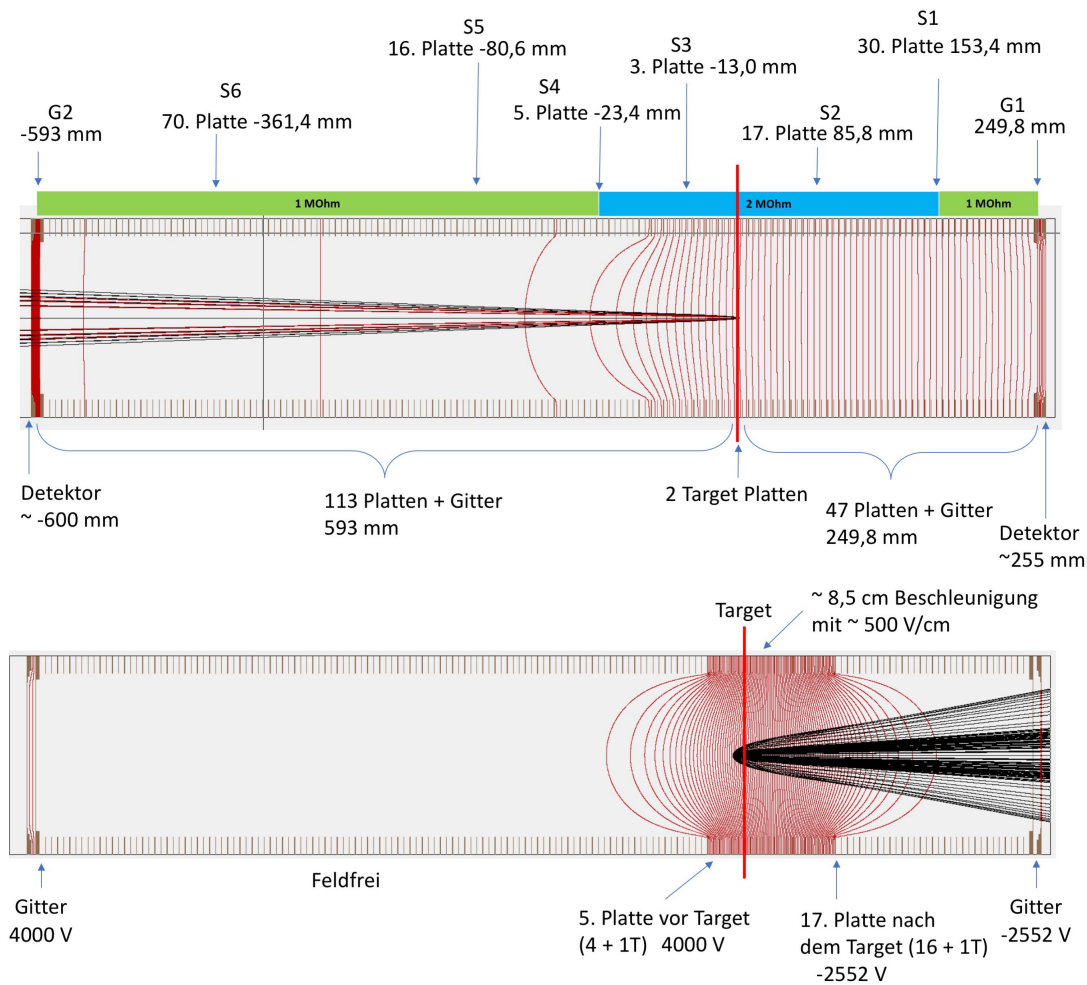 S1
30. Platte 153,4 mm
S5
16. Platte -80,6 mm
S3
3. Platte -13,0 mm
S6
70. Platte -361,4 mm
S4
5. Platte -23,4 mm
S2
17. Platte 85,8 mm
G2
-593 mm
G1
249,8 mm
1 MOhm
2 MOhm
1 MOhm
Detektor
~ -600 mm
113 Platten + Gitter
593 mm
2 Target Platten
47 Platten + Gitter
249,8 mm
Detektor
~255 mm
Target
~ 8,5 cm Beschleunigung
mit ~ 500 V/cm
Feldfrei
Gitter
4000 V
5. Platte vor Target
(4 + 1T) 4000 V
17. Platte nach
dem Target (16 + 1T)
-2552 V
Gitter
-2552 V